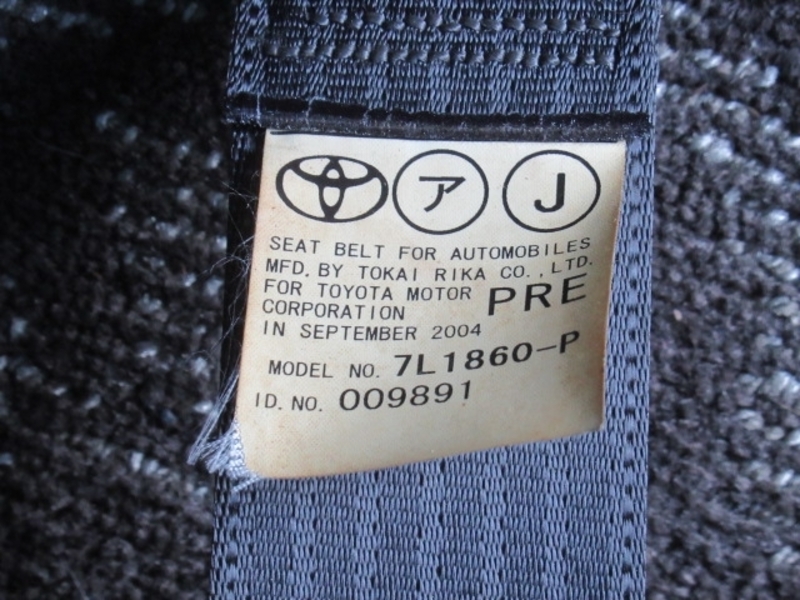 ア J
SEAT BELT FOR AUTOMOBILES
MFD. BY TOKAI RIKA CO., LTD.
FOR TOYOTA MOTOR PRE
CORPORATION
IN SEPTEMBER 2004
MODEL NO. 7L1860-P
I D. NO. 009891